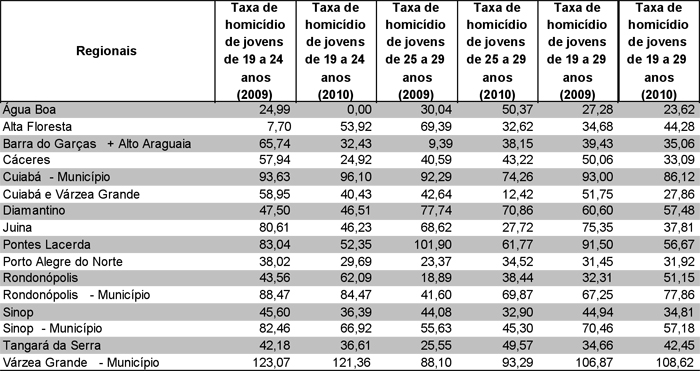 Regionais
Taxa de homicídio de jovens de 19 a 24 anos (2009)
Taxa de homicídio de jovens de 19 a 24 anos (2010)
Taxa de homicídio de jovens de 25 a 29 anos (2009)
Taxa de homicídio de jovens de 25 a 29 anos (2010)
Taxa de homicídio de jovens de 19 a 29 anos (2009)
Taxa de homicídio de jovens de 19 a 29 anos (2010)
Água Boa 24,99 0,00 30,04 50,37 27,28 23,62
Alta Floresta 7,70 53,92 69,39 32,62 34,68 44,28
Barra do Garças + Alto Araguaia 65,74 32,43 9,39 38,15 39,43 35,06
Cáceres 57,94 24,92 40,59 43,22 50,06 33,09
Cuiabá - Município 93,63 96,10 92,29 74,26 93,00 86,12
Cuiabá e Várzea Grande 58,95 40,43 42,64 12,42 51,75 27,86
Diamantino 47,50 46,51 77,74 70,86 60,60 57,48
Juina 80,61 46,23 68,62 27,72 75,35 37,81
Pontes Lacerda 83,04 52,35 101,90 61,77 91,50 56,67
Porto Alegre do Norte 38,02 29,69 23,37 34,52 31,45 31,92
Rondonópolis 43,56 62,09 18,89 38,44 32,31 51,15
Rondonópolis - Município 88,47 84,47 41,60 69,87 67,25 77,86
Sinop 45,60 36,39 44,08 32,90 44,94 34,81
Sinop - Município 82,46 66,92 55,63 45,30 70,46 57,18
Tangará da Serra 42,18 36,61 25,55 49,57 34,66 42,45
Várzea Grande - Município 123,07 121,36 88,10 93,29 106,87 108,62